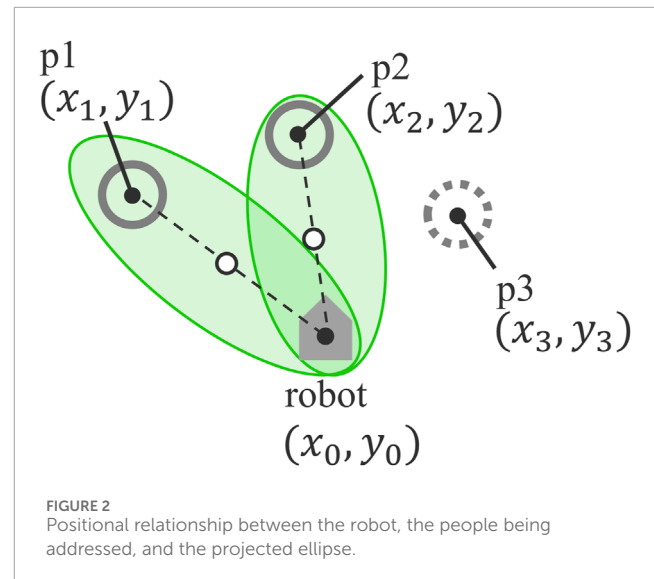 p1
(x₁, y₁)
p2
(x₂, y₂)
p3
(x₃, y₃)
robot
(x₀, y₀)
FIGURE 2
Positional relationship between the robot, the people being
addressed, and the projected ellipse.